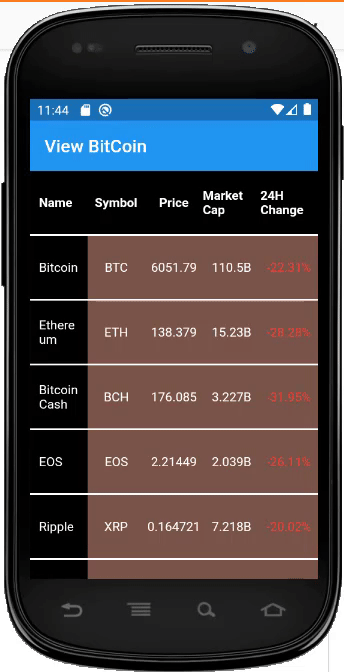 11:44
View BitCoin
Name Symbol Price Market Cap 24H Change
Bitcoin BTC 6051.79 110.5B -22.31%
Ethere
um ETH 138.379 15.23B -28.28%
Bitcoin
Cash BCH 176.085 3.227B -31.95%
EOS EOS 2.21449 2.039B -26.11%
Ripple XRP 0.164721 7.218B -20.02%